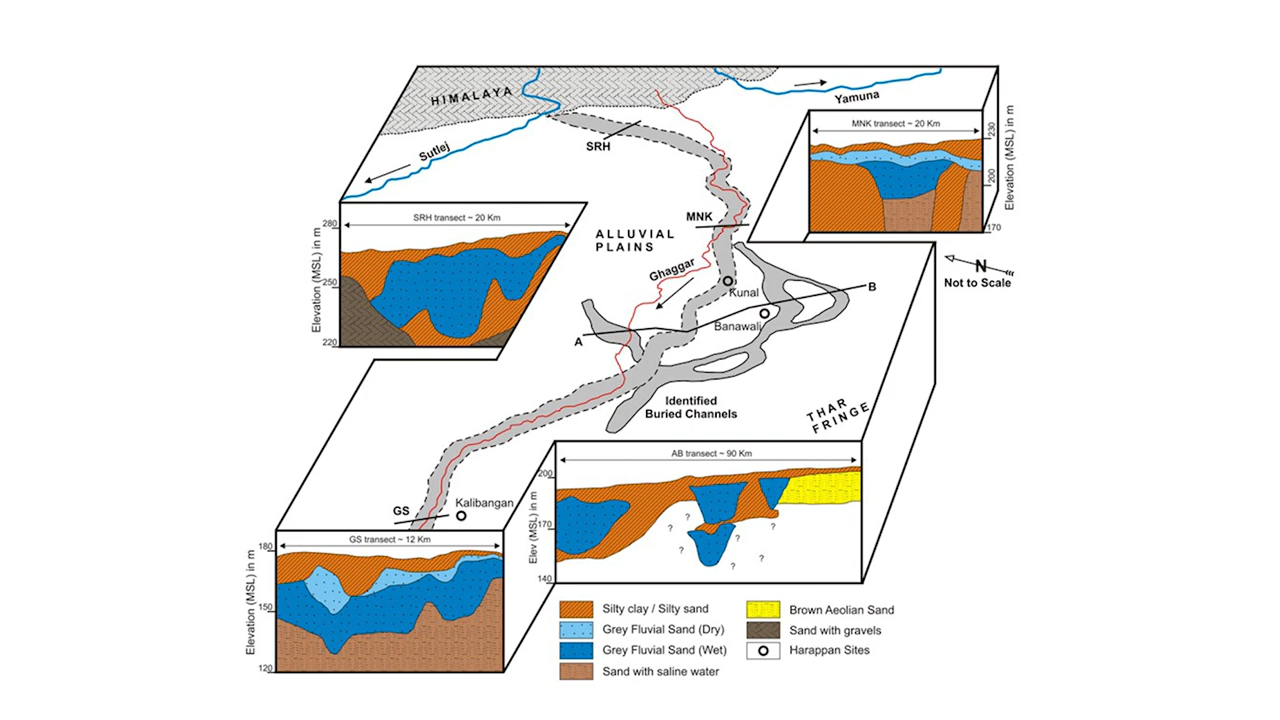 HIMALAYA
Yamuna
Sutlej
SRH
MNK transect ~ 20 Km
230
200
170
Elevation (MSL) in m
SRH transect ~ 20 Km
280
250
220
Elevation (MSL) in m
MNK
ALLUVIAL
PLAINS
Ghaggar
N
Not to Scale
Kunal
B
Banawali
A
Identified
Buried Channels
THAR
FRINGE
AB transect ~ 90 Km
200
170
140
Elev (MSL) in m
? ? ? ? ? ?
GS
Kalibangan
GS transect ~ 12 Km
180
150
120
Elevation (MSL) in m
Silty clay / Silty sand
Grey Fluvial Sand (Dry)
Grey Fluvial Sand (Wet)
Sand with saline water
Brown Aeolian Sand
Sand with gravels
Harappan Sites